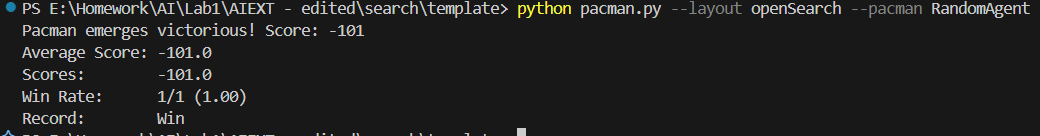 PS E:\Homework\AI\Lab1\AIEXT - edited\search\template> python pacman.py --layout openSearch --pacman RandomAgent
Pacman emerges victorious! Score: -101
Average Score: -101.0
Scores:        -101.0
Win Rate:      1/1 (1.00)
Record:        Win